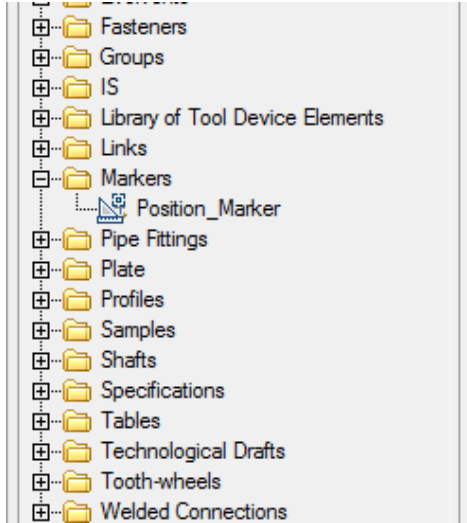 Fasteners
Groups
IS
Library of Tool Device Elements
Links
Markers
Position_Marker
Pipe Fittings
Plate
Profiles
Samples
Shafts
Specifications
Tables
Technological Drafts
Tooth-wheels
Welded Connections